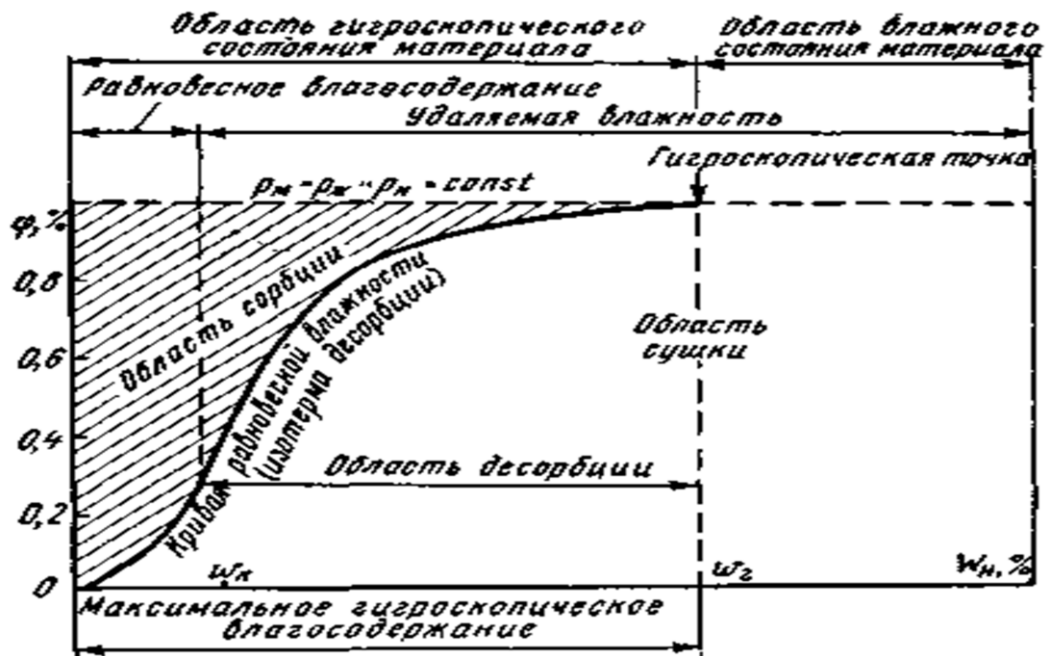 Область гигроскопического
состояния материала
Область влажного
состояния материала
Равновесное влагосодержание
Удаляемая влажность
Гигроскопическая точка
pм = pж = pн = const
φ,%
0,8
0,6
0,4
0,2
0
Область сорбции
Кривая равновесной влажности
(изотерма десорбции)
Область
сушки
Область десорбции
wк
wг
Wн, %
Максимальное гигроскопическое
влагосодержание